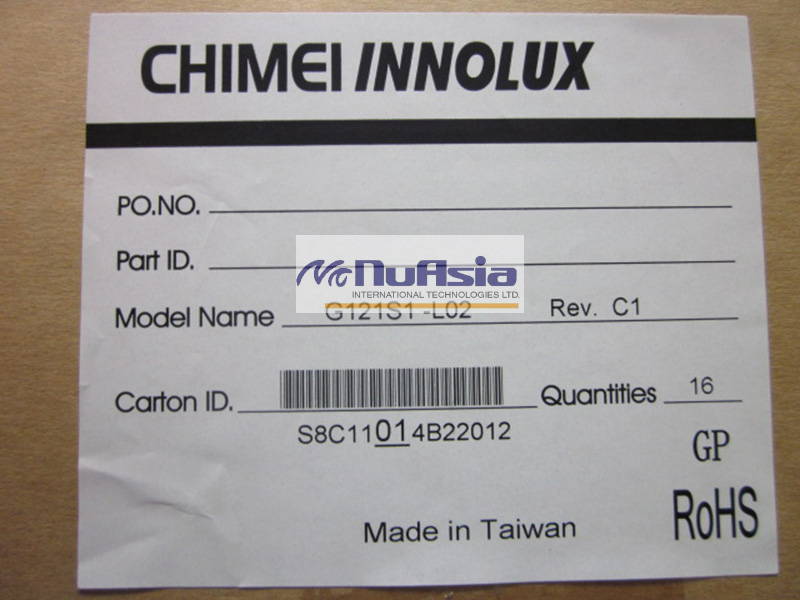 CHIMEI INNOLUX
PO.NO.
Part ID.
NuAsia
INTERNATIONAL TECHNOLOGIES LTD.
Model Name G121S1 -L02 Rev. C1
Carton ID. Quantities 16
S8C11014B22012
GP
RoHS
Made in Taiwan